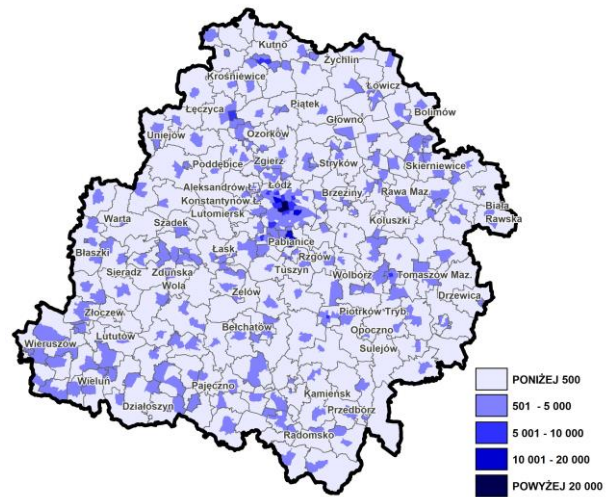 Kutno
Żychlin
Krośniewice
Łowicz
Łęczyca
Piątek
Bolimów
Głowno
Uniejów
Ozorków
Poddębice
Zgierz
Stryków
Skierniewice
Aleksandrów Ł.
Łódź
Brzeziny
Rawa Maz.
Konstantynów Ł.
Biała
Rawska
Lutomiersk
Warta
Szadek
Koluszki
Pabianice
Błaszki
Łask
Rzgów
Sieradz
Zduńska
Wola
Tuszyn
Wolbórz
Tomaszów Maz.
Zelów
Drzewica
Złoczew
Piotrków Tryb
Bełchatów
Opoczno
Wieruszów
Lututów
Sulejów
Wieluń
Pajęczno
Kamieńsk
Działoszyn
Przedbórz
Radomsko
PONIŻEJ 500
501 - 5 000
5 001 - 10 000
10 001 - 20 000
POWYŻEJ 20 000